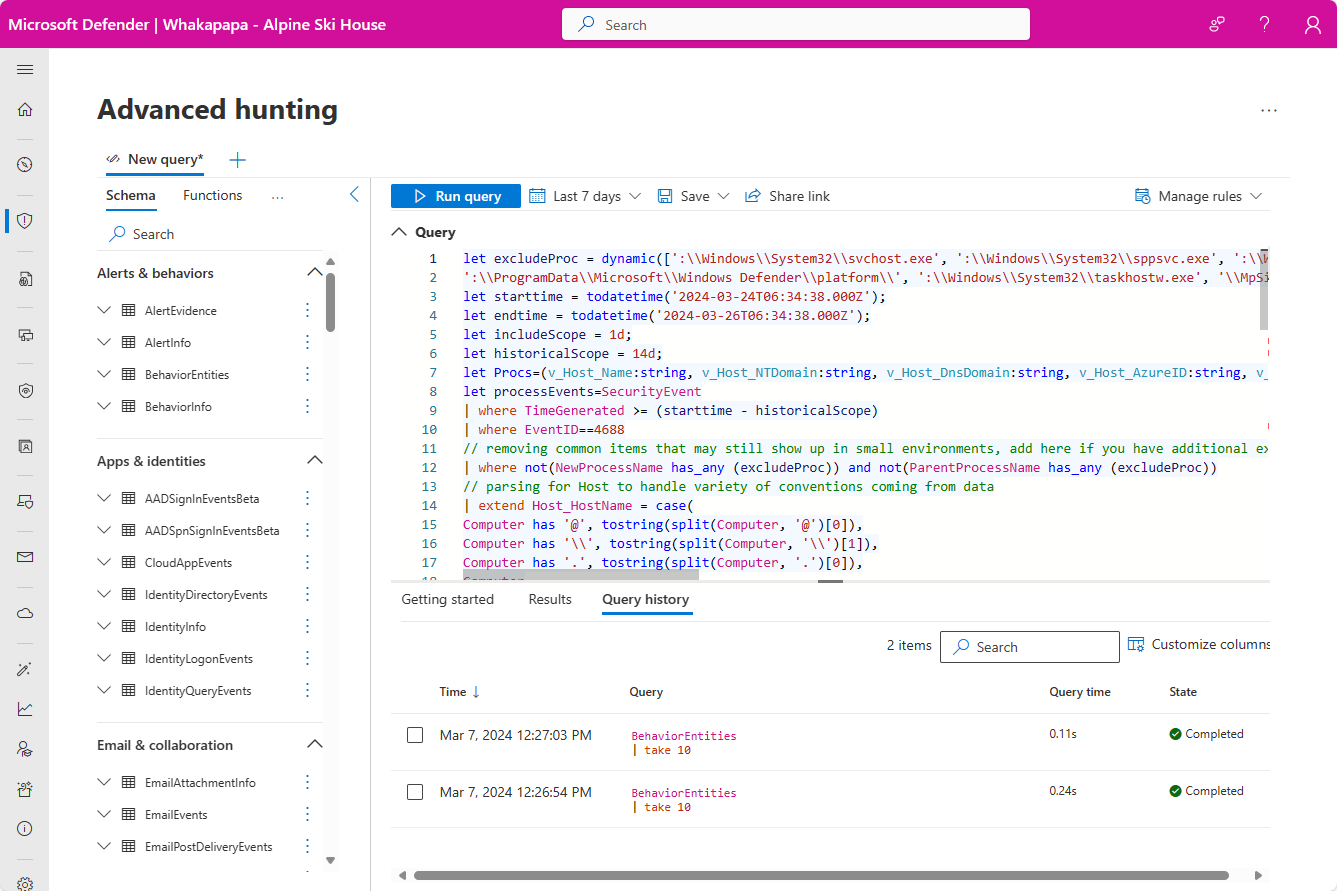 Microsoft Defender | Whakapapa - Alpine Ski House
Search
Advanced hunting
New query*
Schema
Functions
Search
Alerts & behaviors
AlertEvidence
AlertInfo
BehaviorEntities
BehaviorInfo
Apps & identities
AADSignInEventsBeta
AADSpnSignInEventsBeta
CloudAppEvents
IdentityDirectoryEvents
IdentityInfo
IdentityLogonEvents
IdentityQueryEvents
Email & collaboration
EmailAttachmentInfo
EmailEvents
EmailPostDeliveryEvents
Run query
Last 7 days
Save
Share link
Manage rules
Query
1 let excludeProc = dynamic([':\\Windows\\System32\\svchost.exe', ':\\Windows\\System32\\sppsvc.exe', ':\\W
2 ':\\ProgramData\\Microsoft\\Windows Defender\\platform\\', ':\\Windows\\System32\\taskhostw.exe', '\\MpSi
3 let starttime = todatetime('2024-03-24T06:34:38.000Z');
4 let endtime = todatetime('2024-03-26T06:34:38.000Z');
5 let includeScope = 1d;
6 let historicalScope = 14d;
7 let Procs=(v_Host_Name:string, v_Host_NTDomain:string, v_Host_DnsDomain:string, v_Host_AzureID:string, v_
8 let processEvents=SecurityEvent
9 | where TimeGenerated >= (starttime - historicalScope)
10 | where EventID==4688
11 // removing common items that may still show up in small environments, add here if you have additional ex
12 | where not(NewProcessName has_any (excludeProc)) and not(ParentProcessName has_any (excludeProc))
13 // parsing for Host to handle variety of conventions coming from data
14 | extend Host_HostName = case(
15 Computer has '@', tostring(split(Computer, '@')[0]),
16 Computer has '\\', tostring(split(Computer, '\\')[1]),
17 Computer has '.', tostring(split(Computer, '.')[0]),
18 Computer
Getting started
Results
Query history
2 items
Search
Customize columns
Time ↓
Query
Query time
State
Mar 7, 2024 12:27:03 PM
BehaviorEntities
| take 10
0.11s
Completed
Mar 7, 2024 12:26:54 PM
BehaviorEntities
| take 10
0.24s
Completed